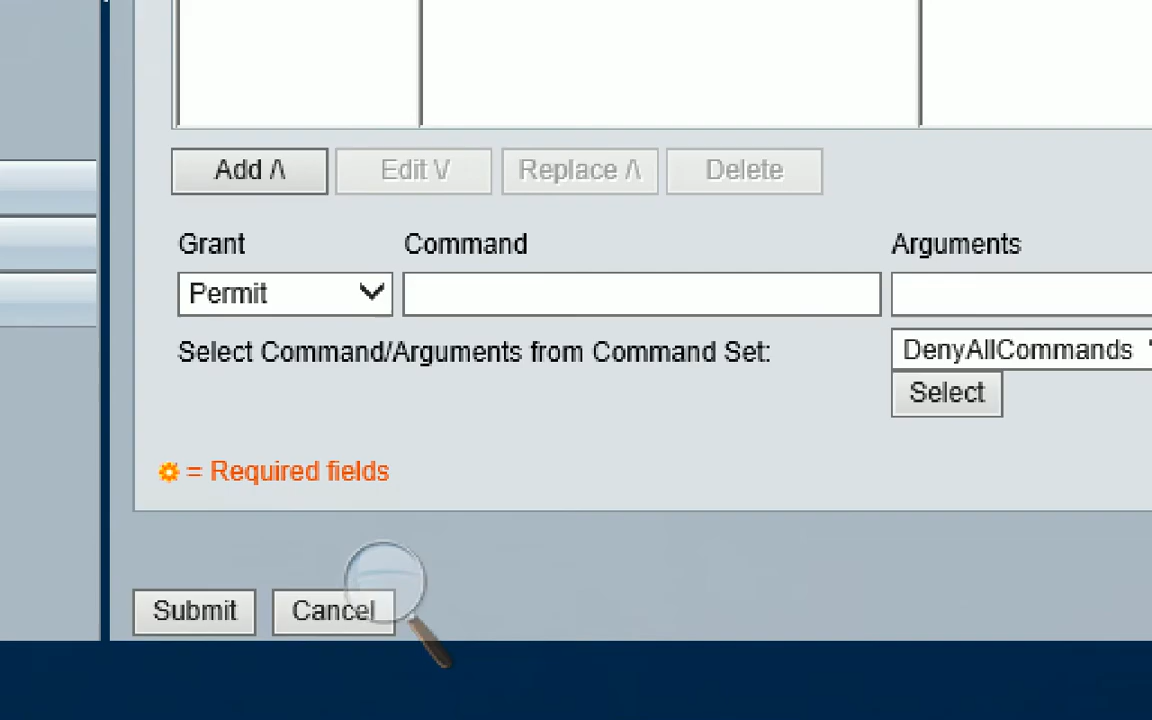 Add /\ Edit \/ Replace /\ Delete
Grant Command Arguments
Permit
Select Command/Arguments from Command Set: DenyAllCommands '
Select
= Required fields
Submit Cancel